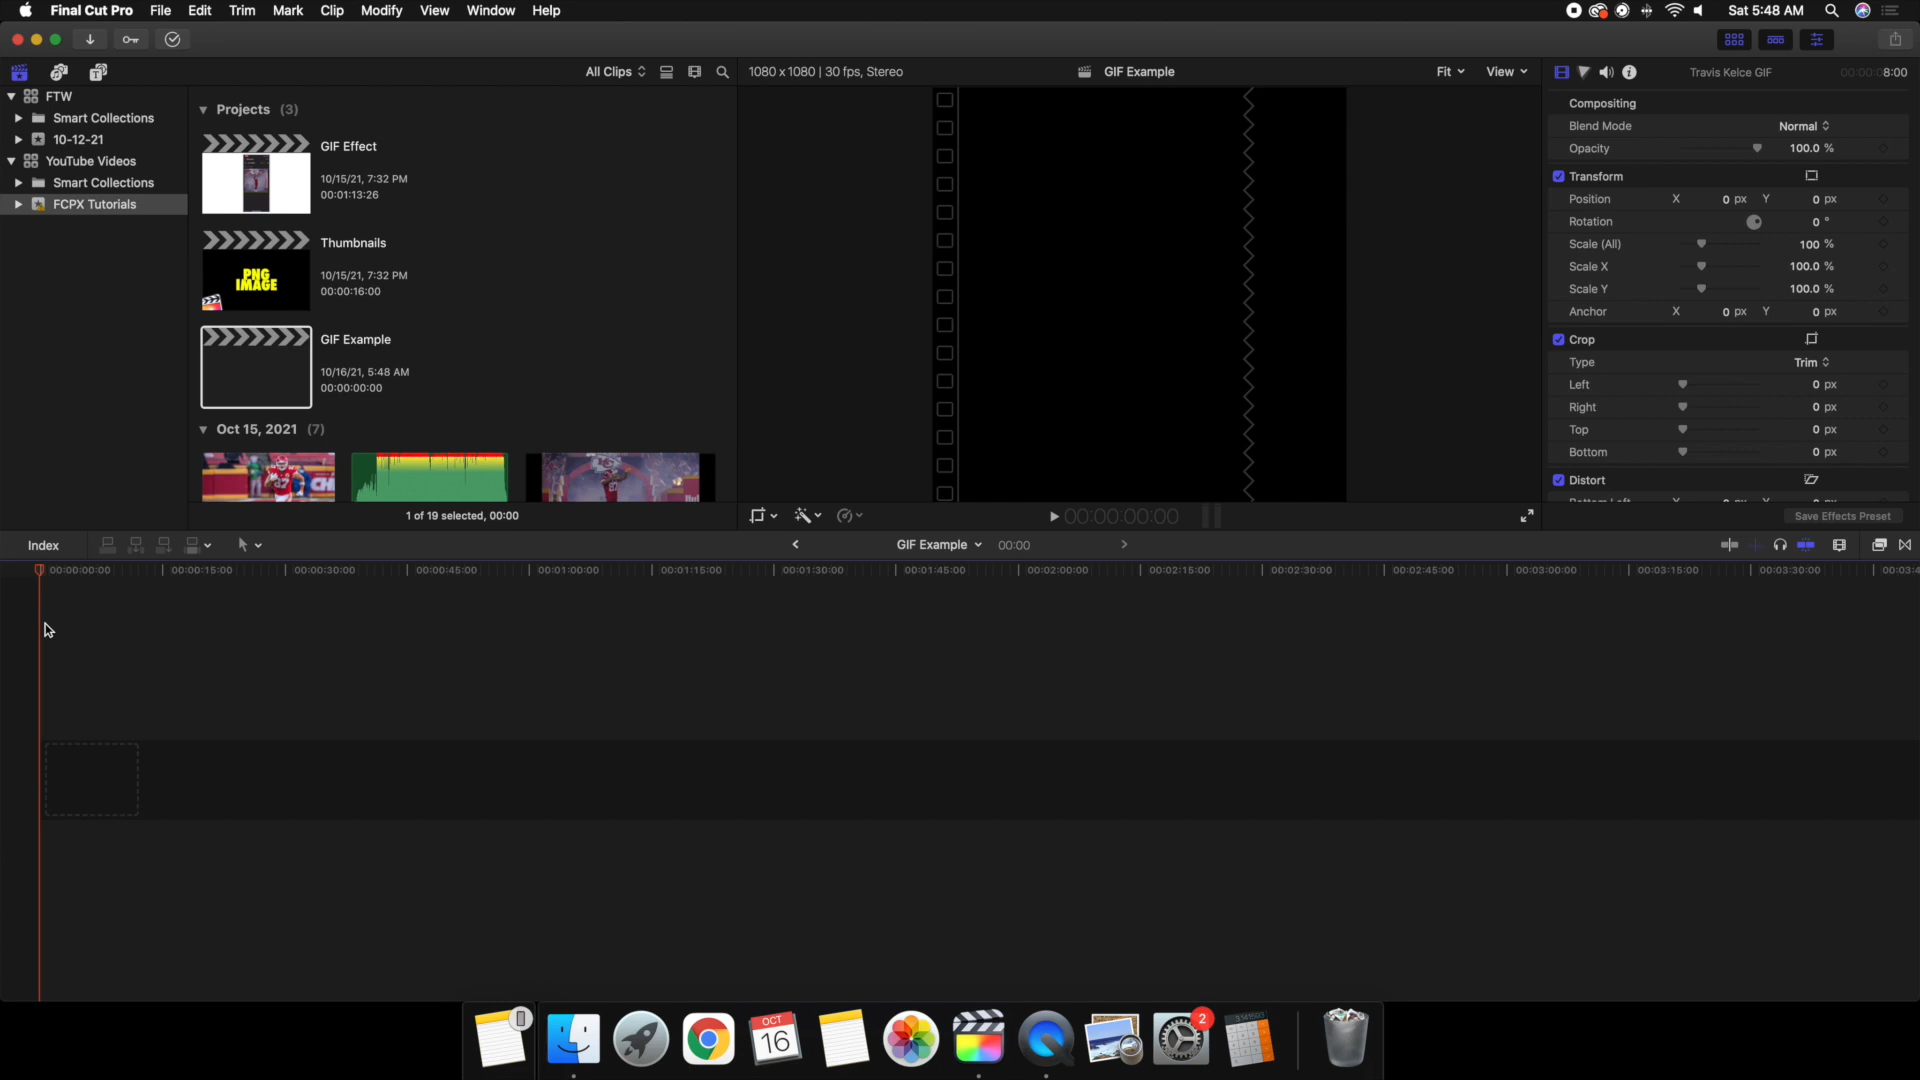 Final Cut Pro File Edit Trim Mark Clip Modify View Window Help
Sat 5:48 AM
All Clips
1080 x 1080 | 30 fps, Stereo
GIF Example
Fit
View
Travis Kelce GIF
00:00:08:00
FTW
Smart Collections
10-12-21
YouTube Videos
Smart Collections
FCPX Tutorials
Projects (3)
GIF Effect
10/15/21, 7:32 PM
00:01:13:26
PNG
IMAGE
Thumbnails
10/15/21, 7:32 PM
00:00:16:00
GIF Example
10/16/21, 5:48 AM
00:00:00:00
Oct 15, 2021 (7)
1 of 19 selected, 00:00
00:00:00:00
Compositing
Blend Mode Normal
Opacity 100.0 %
Transform
Position X 0 px Y 0 px
Rotation 0 °
Scale (All) 100 %
Scale X 100.0 %
Scale Y 100.0 %
Anchor X 0 px Y 0 px
Crop
Type Trim
Left 0 px
Right 0 px
Top 0 px
Bottom 0 px
Distort
Save Effects Preset
Index
GIF Example 00:00
00:00:00:00 00:00:15:00 00:00:30:00 00:00:45:00 00:01:00:00 00:01:15:00 00:01:30:00 00:01:45:00 00:02:00:00 00:02:15:00 00:02:30:00 00:02:45:00 00:03:00:00 00:03:15:00 00:03:30:00 00:03:4
OCT
16
2